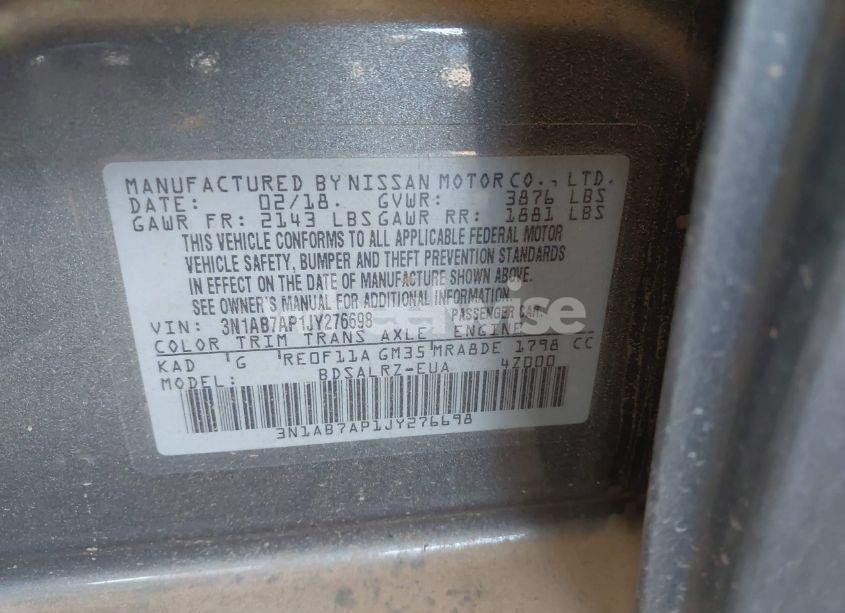 MANUFACTURED BY NISSAN MOTOR CO., LTD.
DATE: 02/18. GVWR: 3876 LBS
GAWR FR: 2143 LBS GAWR RR: 1881 LBS
THIS VEHICLE CONFORMS TO ALL APPLICABLE FEDERAL MOTOR
VEHICLE SAFETY, BUMPER AND THEFT PREVENTION STANDARDS
IN EFFECT ON THE DATE OF MANUFACTURE SHOWN ABOVE.
SEE OWNER'S MANUAL FOR ADDITIONAL INFORMATION.
VIN: 3N1AB7AP1JY276698 PASSENGER CAR
COLOR TRIM TRANS AXLE ENGINE
KAD G RE0F11A GM35 MRA8DE 1798 CC
MODEL: BDSALRZ-EUA 4Z000
3N1AB7AP1JY276698